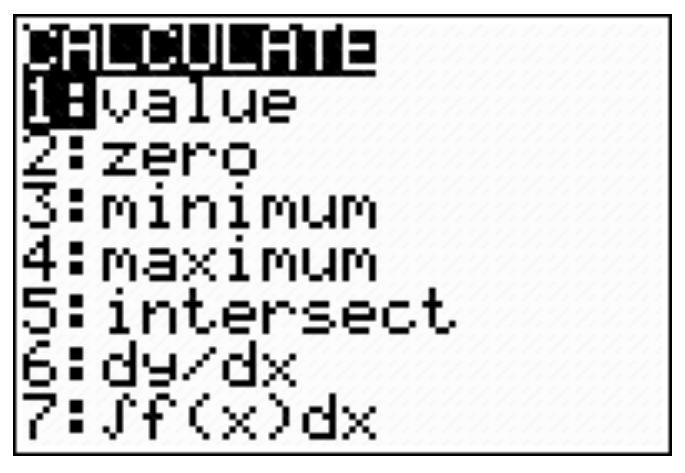 CALCULATE
1:value
2:zero
3:minimum
4:maximum
5:intersect
6:dy/dx
7:∫f(x)dx